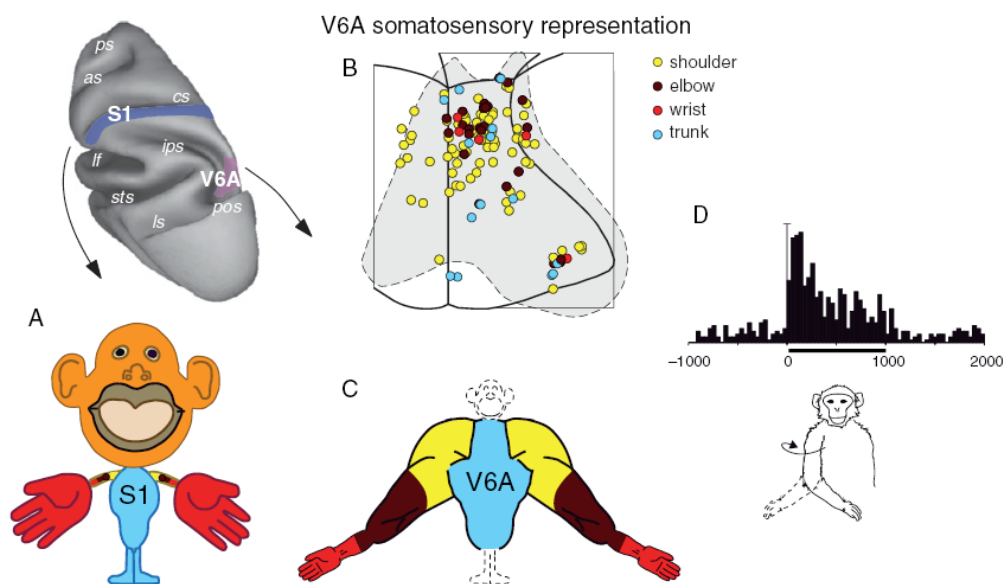 V6A somatosensory representation
ps
as
cs
S1
ips
lf
V6A
sts
pos
ls
B
shoulder
elbow
wrist
trunk
D
−1000
0
1000
2000
A
S1
C
V6A